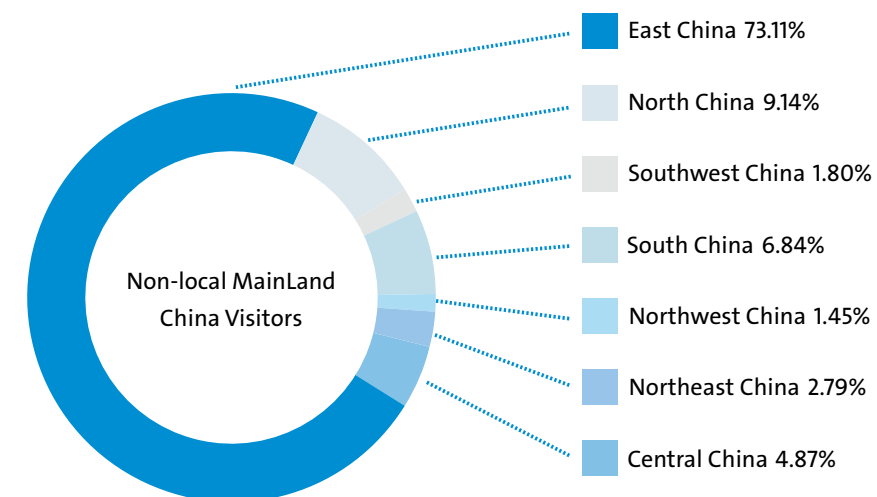 East China 73.11%
North China 9.14%
Southwest China 1.80%
South China 6.84%
Non-local MainLand
China Visitors
Northwest China 1.45%
Northeast China 2.79%
Central China 4.87%